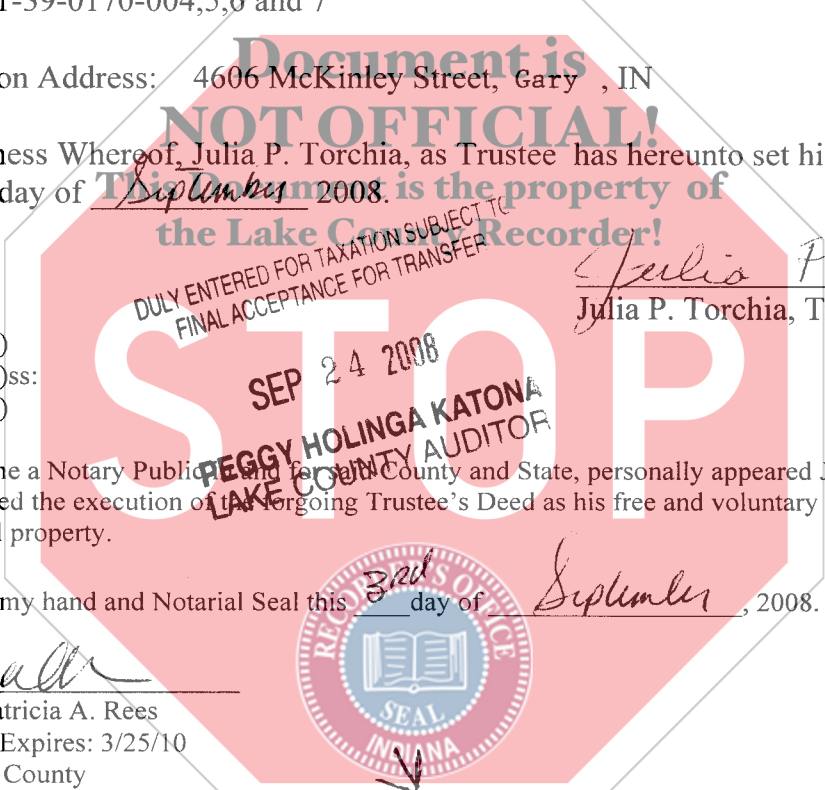 1-39-0170-004,5,6 and 7
Document is
on Address: 4606 McKinley Street, Gary , IN
NOT OFFICIAL!
ness Whereof, Julia P. Torchia, as Trustee has hereunto set hi
day of September 2008.
This Document is the property of
the Lake County Recorder!
DULY ENTERED FOR TAXATION SUBJECT TO
FINAL ACCEPTANCE FOR TRANSFER
Julia P
Julia P. Torchia, T
STOP
)
)ss:
)
SEP 24 2008
PEGGY HOLINGA KATONA
LAKE COUNTY AUDITOR
ne a Notary Public in and for said County and State, personally appeared J
ed the execution of the forgoing Trustee's Deed as his free and voluntary
l property.
my hand and Notarial Seal this 3rd day of September, 2008.
RECORDER'S OFFICE
SEAL
INDIANA
atricia A. Rees
Expires: 3/25/10
County